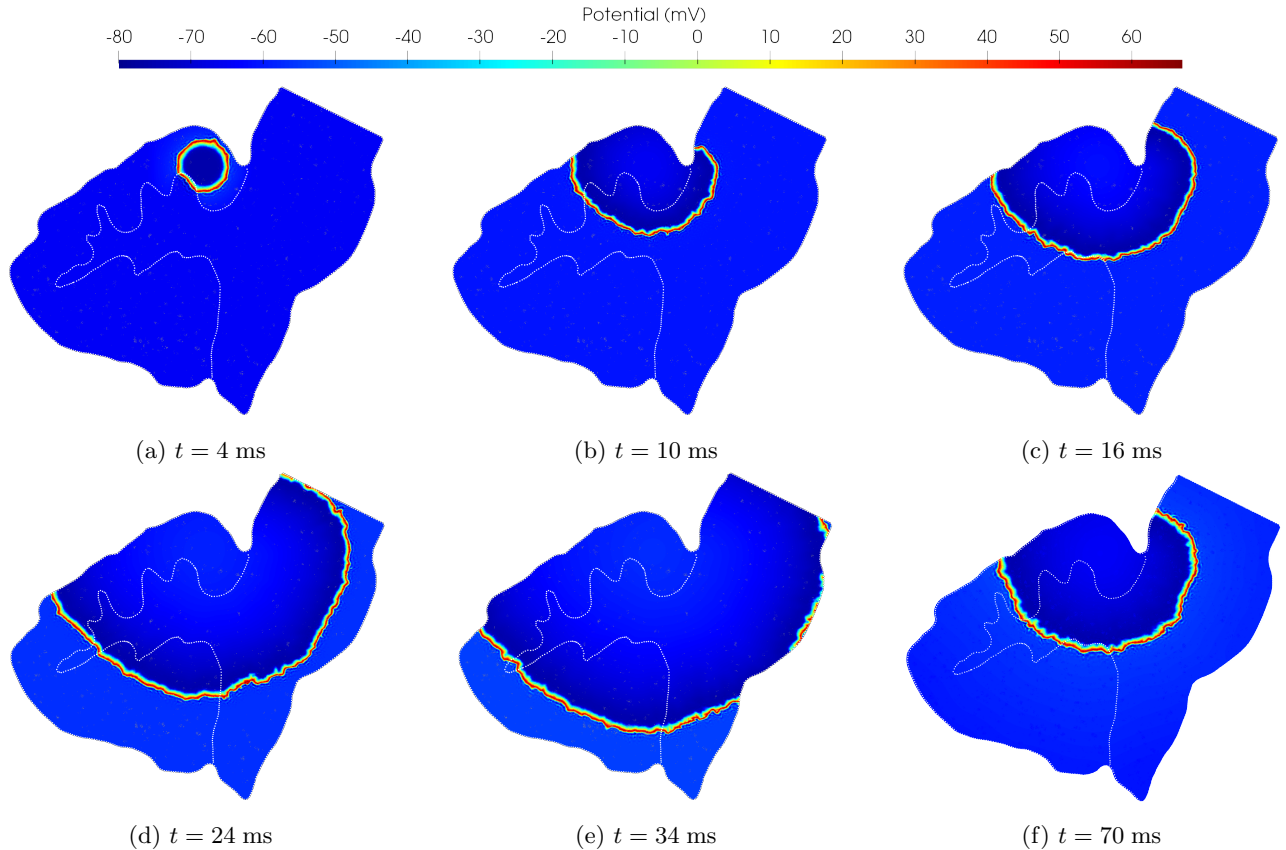 Potential (mV)
-80 -70 -60 -50 -40 -30 -20 -10 0 10 20 30 40 50 60
(a) t = 4 ms
(b) t = 10 ms
(c) t = 16 ms
(d) t = 24 ms
(e) t = 34 ms
(f) t = 70 ms